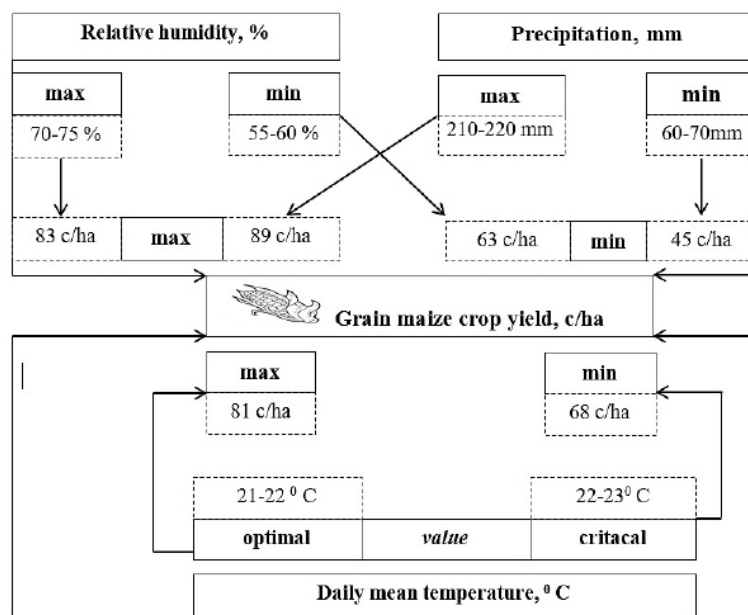 Relative humidity, %
Precipitation, mm
max
min
max
min
70-75 %
55-60 %
210-220 mm
60-70mm
83 c/ha
max
89 c/ha
63 c/ha
min
45 c/ha
Grain maize crop yield, c/ha
max
min
81 c/ha
68 c/ha
21-22 ⁰ C
22-23⁰ C
optimal
value
critacal
Daily mean temperature, ⁰ C